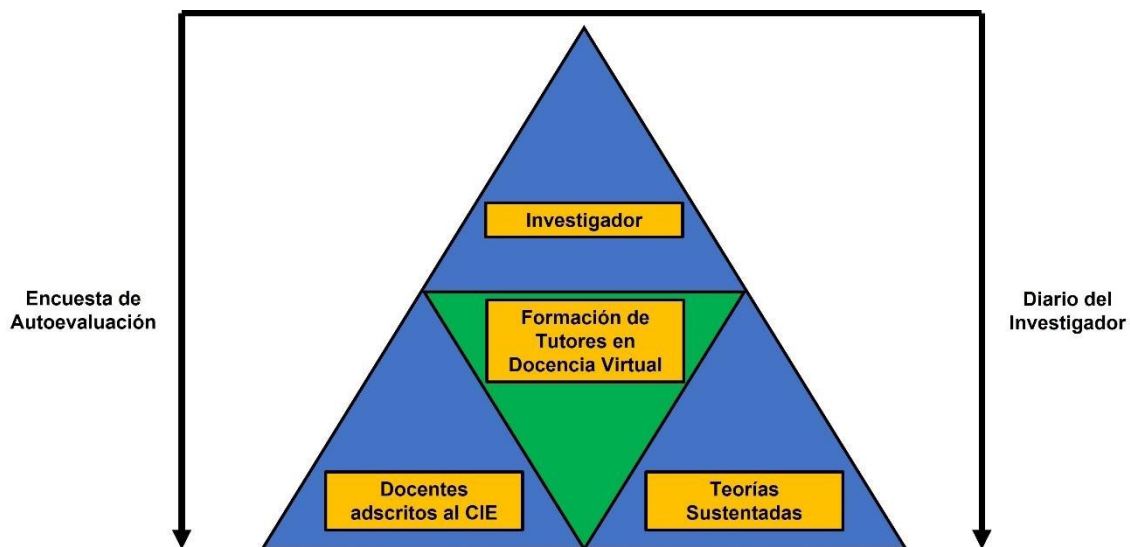 Investigador
Encuesta de
Autoevaluación
Diario del
Investigador
Formación de
Tutores en
Docencia Virtual
Docentes
adscritos al CIE
Teorías
Sustentadas